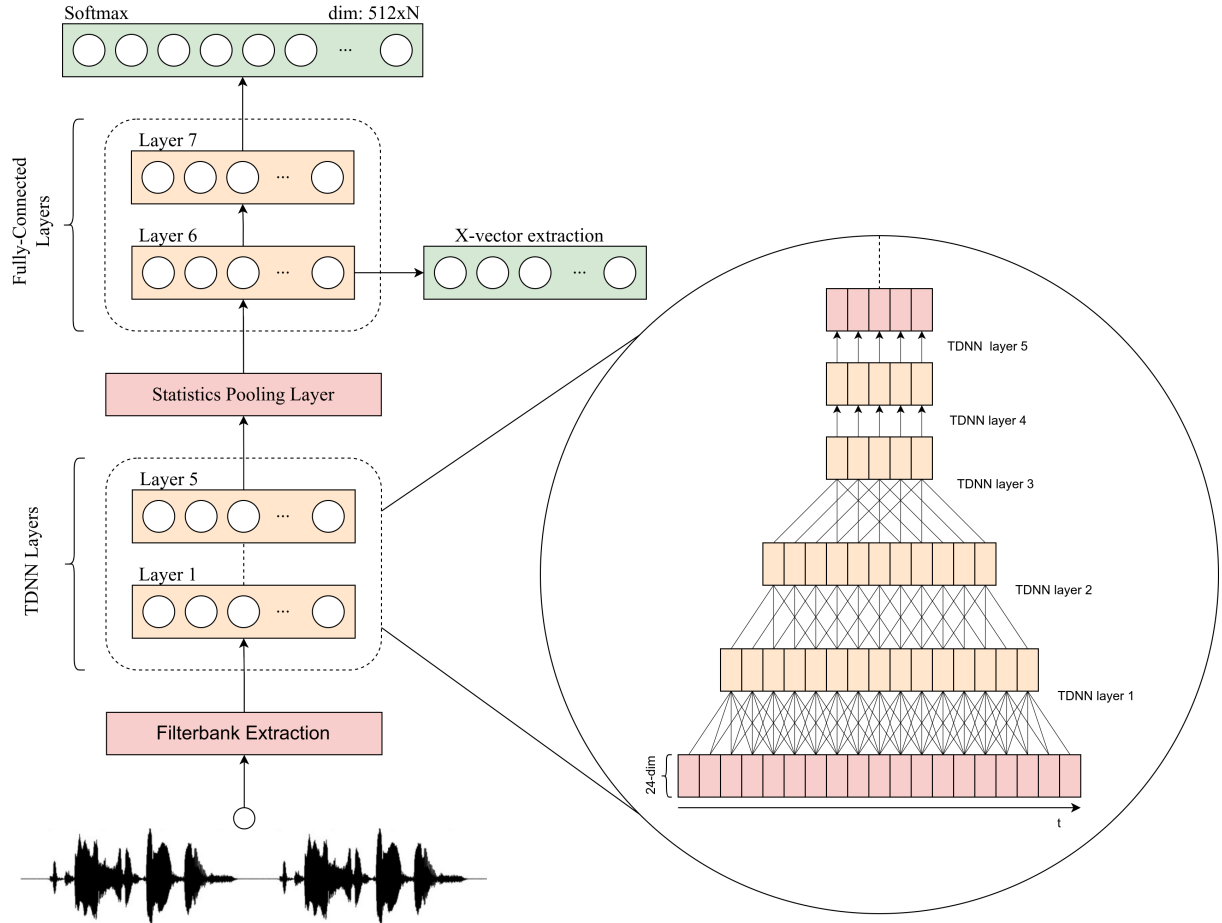 Softmax dim: 512xN
...
Layer 7
...
Fully-Connected
Layers
Layer 6
...
X-vector extraction
...
Statistics Pooling Layer
TDNN Layers
Layer 5
...
Layer 1
...
Filterbank Extraction
TDNN layer 5
TDNN layer 4
TDNN layer 3
TDNN layer 2
TDNN layer 1
24-dim
t